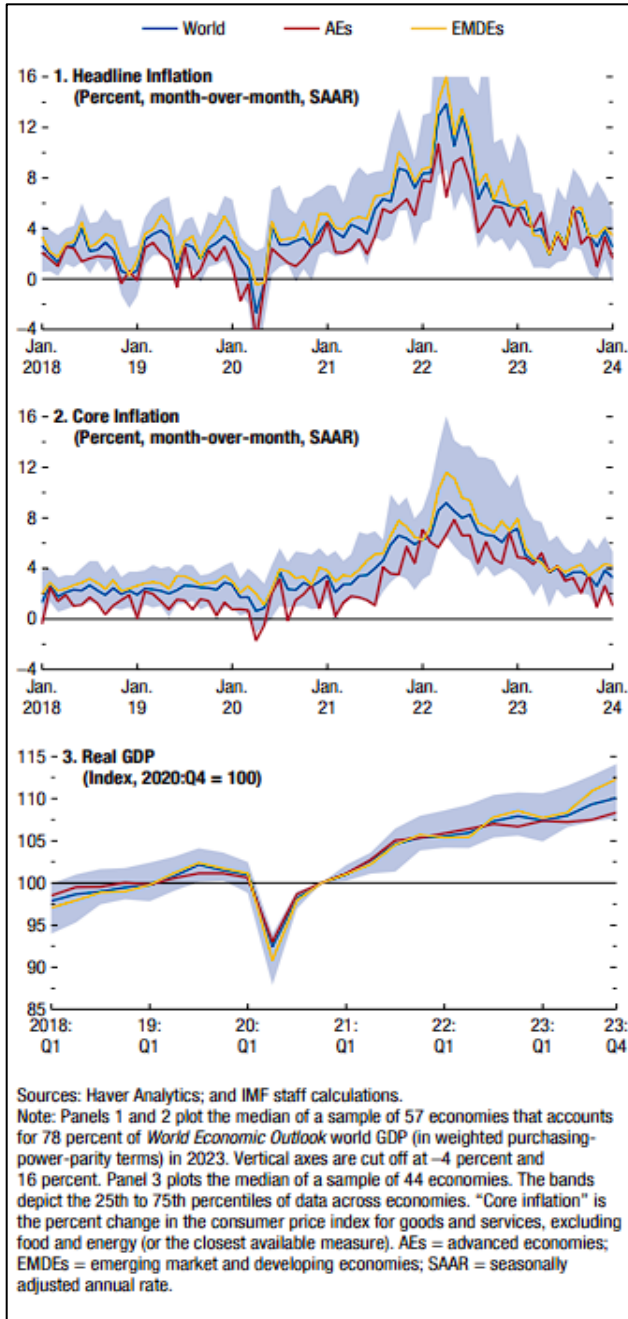 World AEs EMDEs
16 - 1. Headline Inflation
(Percent, month-over-month, SAAR)
12 -
8 -
4 -
0
–4
Jan. Jan. Jan. Jan. Jan. Jan. Jan.
2018 19 20 21 22 23 24
16 - 2. Core Inflation
(Percent, month-over-month, SAAR)
12 -
8 -
4 -
0
–4
Jan. Jan. Jan. Jan. Jan. Jan. Jan.
2018 19 20 21 22 23 24
115 - 3. Real GDP
(Index, 2020:Q4 = 100)
110 -
105 -
100
95 -
90 -
85
2018: 19: 20: 21: 22: 23: 23:
Q1 Q1 Q1 Q1 Q1 Q1 Q4
Sources: Haver Analytics; and IMF staff calculations.
Note: Panels 1 and 2 plot the median of a sample of 57 economies that accounts
for 78 percent of World Economic Outlook world GDP (in weighted purchasing-
power-parity terms) in 2023. Vertical axes are cut off at –4 percent and
16 percent. Panel 3 plots the median of a sample of 44 economies. The bands
depict the 25th to 75th percentiles of data across economies. “Core inflation” is
the percent change in the consumer price index for goods and services, excluding
food and energy (or the closest available measure). AEs = advanced economies;
EMDEs = emerging market and developing economies; SAAR = seasonally
adjusted annual rate.